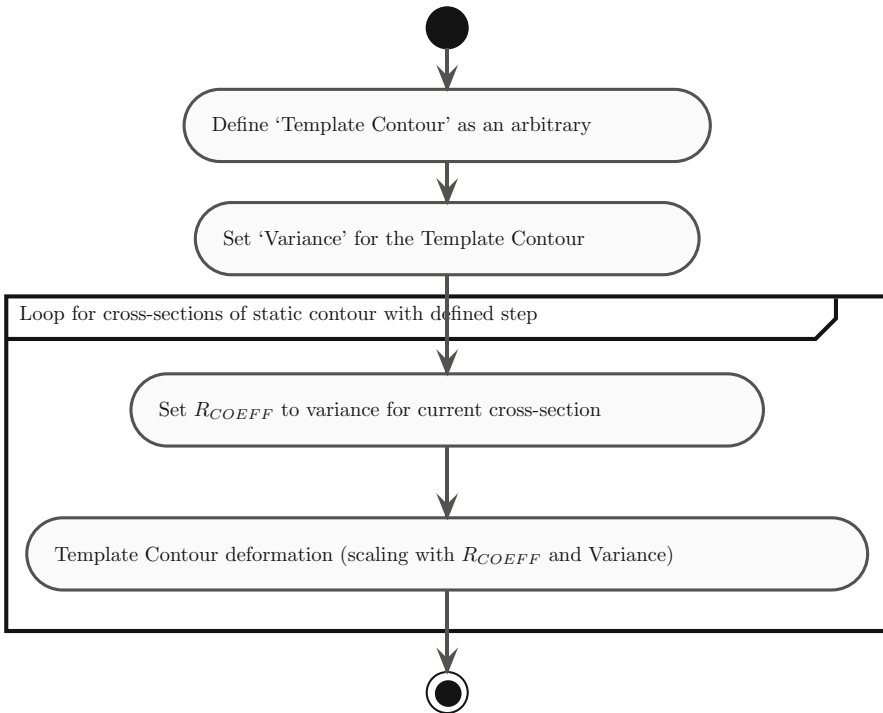 Define ‘Template Contour’ as an arbitrary
Set ‘Variance’ for the Template Contour
Loop for cross-sections of static contour with defined step
Set R_COEFF to variance for current cross-section
Template Contour deformation (scaling with R_COEFF and Variance)